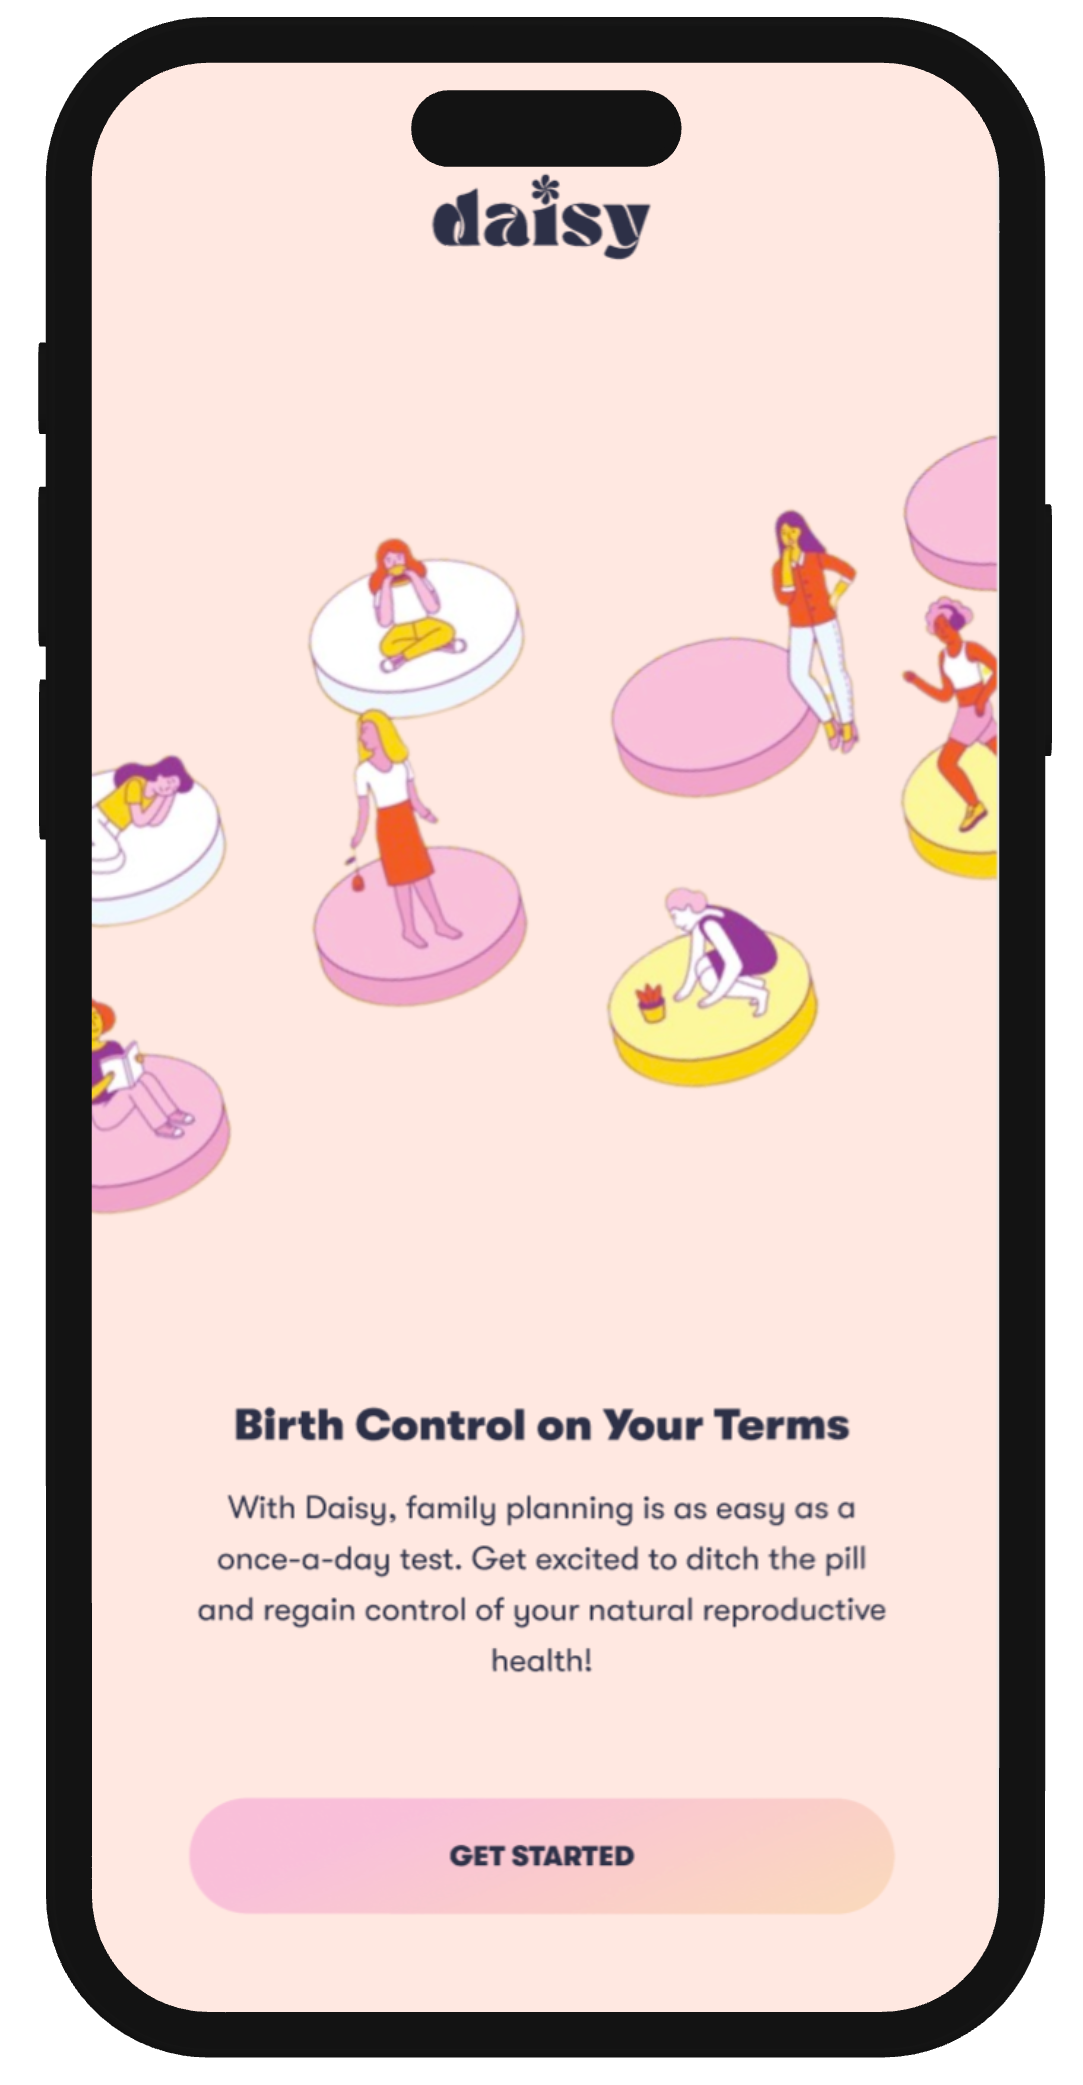 daisy
Birth Control on Your Terms
With Daisy, family planning is as easy as a
once-a-day test. Get excited to ditch the pill
and regain control of your natural reproductive
health!
GET STARTED